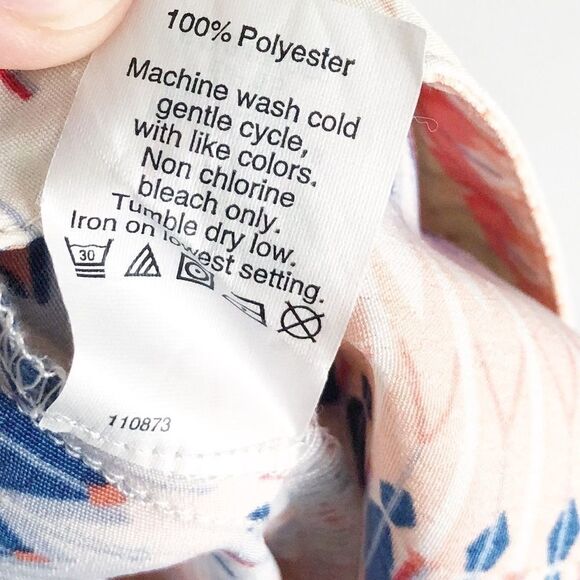 100% Polyester
Machine wash cold
gentle cycle,
with like colors.
Non chlorine
bleach only.
Tumble dry low.
Iron on lowest setting.
30
110873